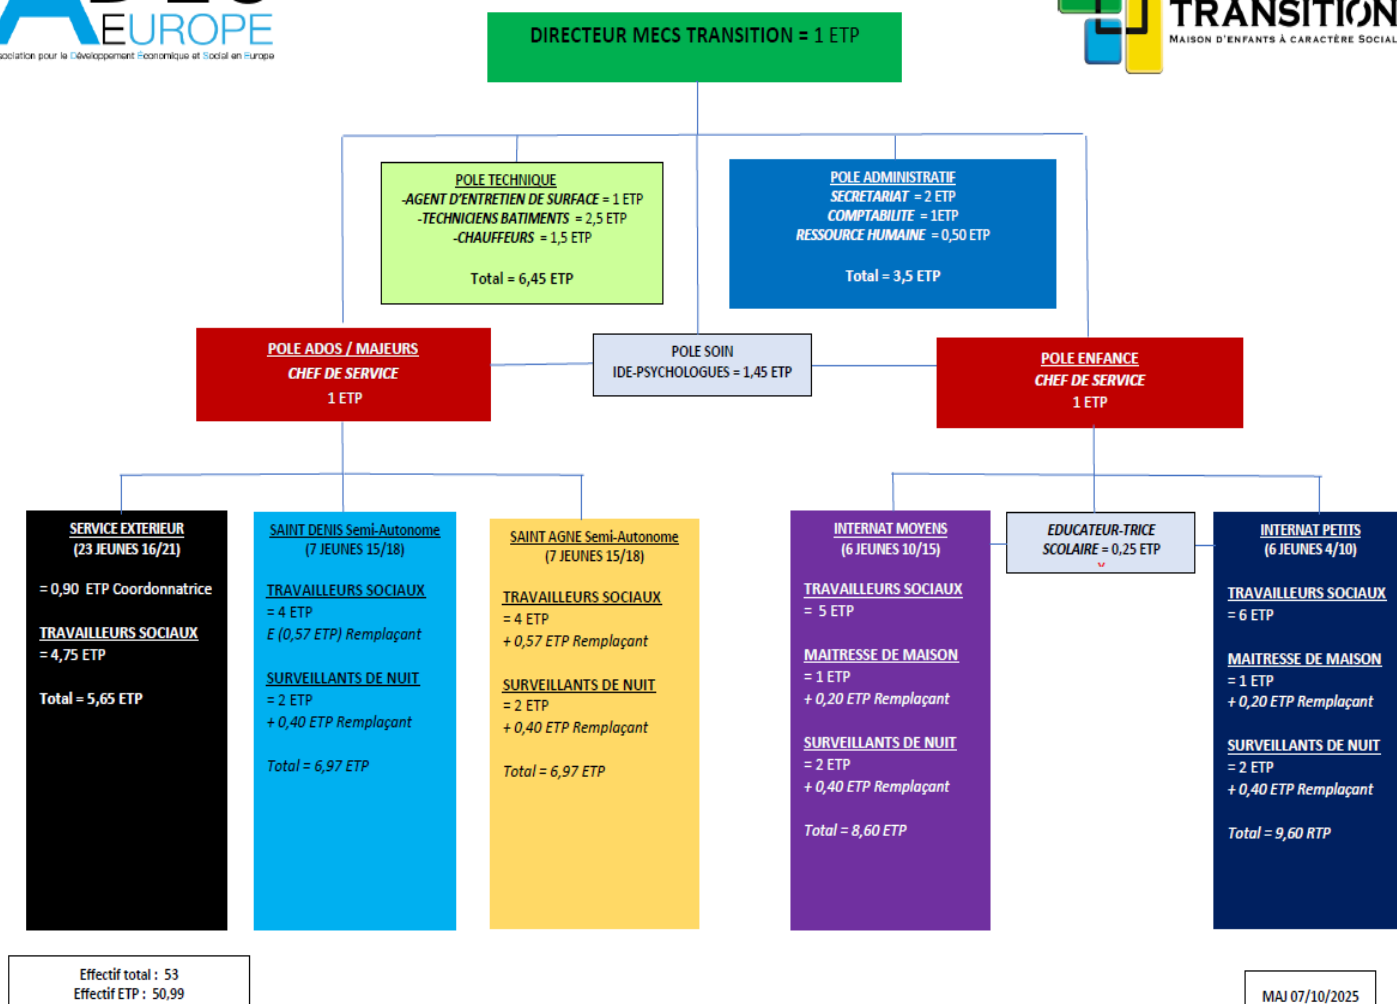 EUROPE
sociation pour le Développement Économique et Social en Europe
TRANSITION
MAISON D'ENFANTS À CARACTÈRE SOCIAL
DIRECTEUR MECS TRANSITION = 1 ETP
POLE TECHNIQUE
-AGENT D'ENTRETIEN DE SURFACE = 1 ETP
-TECHNICIENS BATIMENTS = 2,5 ETP
-CHAUFFEURS = 1,5 ETP
Total = 6,45 ETP
POLE ADMINISTRATIF
SECRETARIAT = 2 ETP
COMPTABILITE = 1ETP
RESSOURCE HUMAINE = 0,50 ETP
Total = 3,5 ETP
POLE ADOS / MAJEURS
CHEF DE SERVICE
1 ETP
POLE SOIN
IDE-PSYCHOLOGUES = 1,45 ETP
POLE ENFANCE
CHEF DE SERVICE
1 ETP
SERVICE EXTERIEUR
(23 JEUNES 16/21)
= 0,90 ETP Coordonnatrice
TRAVAILLEURS SOCIAUX
= 4,75 ETP
Total = 5,65 ETP
SAINT DENIS Semi-Autonome
(7 JEUNES 15/18)
TRAVAILLEURS SOCIAUX
= 4 ETP
E (0,57 ETP) Remplaçant
SURVEILLANTS DE NUIT
= 2 ETP
+ 0,40 ETP Remplaçant
Total = 6,97 ETP
SAINT AGNE Semi-Autonome
(7 JEUNES 15/18)
TRAVAILLEURS SOCIAUX
= 4 ETP
+ 0,57 ETP Remplaçant
SURVEILLANTS DE NUIT
= 2 ETP
+ 0,40 ETP Remplaçant
Total = 6,97 ETP
INTERNAT MOYENS
(6 JEUNES 10/15)
TRAVAILLEURS SOCIAUX
= 5 ETP
MAITRESSE DE MAISON
= 1 ETP
+ 0,20 ETP Remplaçant
SURVEILLANTS DE NUIT
= 2 ETP
+ 0,40 ETP Remplaçant
Total = 8,60 ETP
EDUCATEUR-TRICE
SCOLAIRE = 0,25 ETP
INTERNAT PETITS
(6 JEUNES 4/10)
TRAVAILLEURS SOCIAUX
= 6 ETP
MAITRESSE DE MAISON
= 1 ETP
+ 0,20 ETP Remplaçant
SURVEILLANTS DE NUIT
= 2 ETP
+ 0,40 ETP Remplaçant
Total = 9,60 RTP
Effectif total : 53
Effectif ETP : 50,99
MAJ 07/10/2025